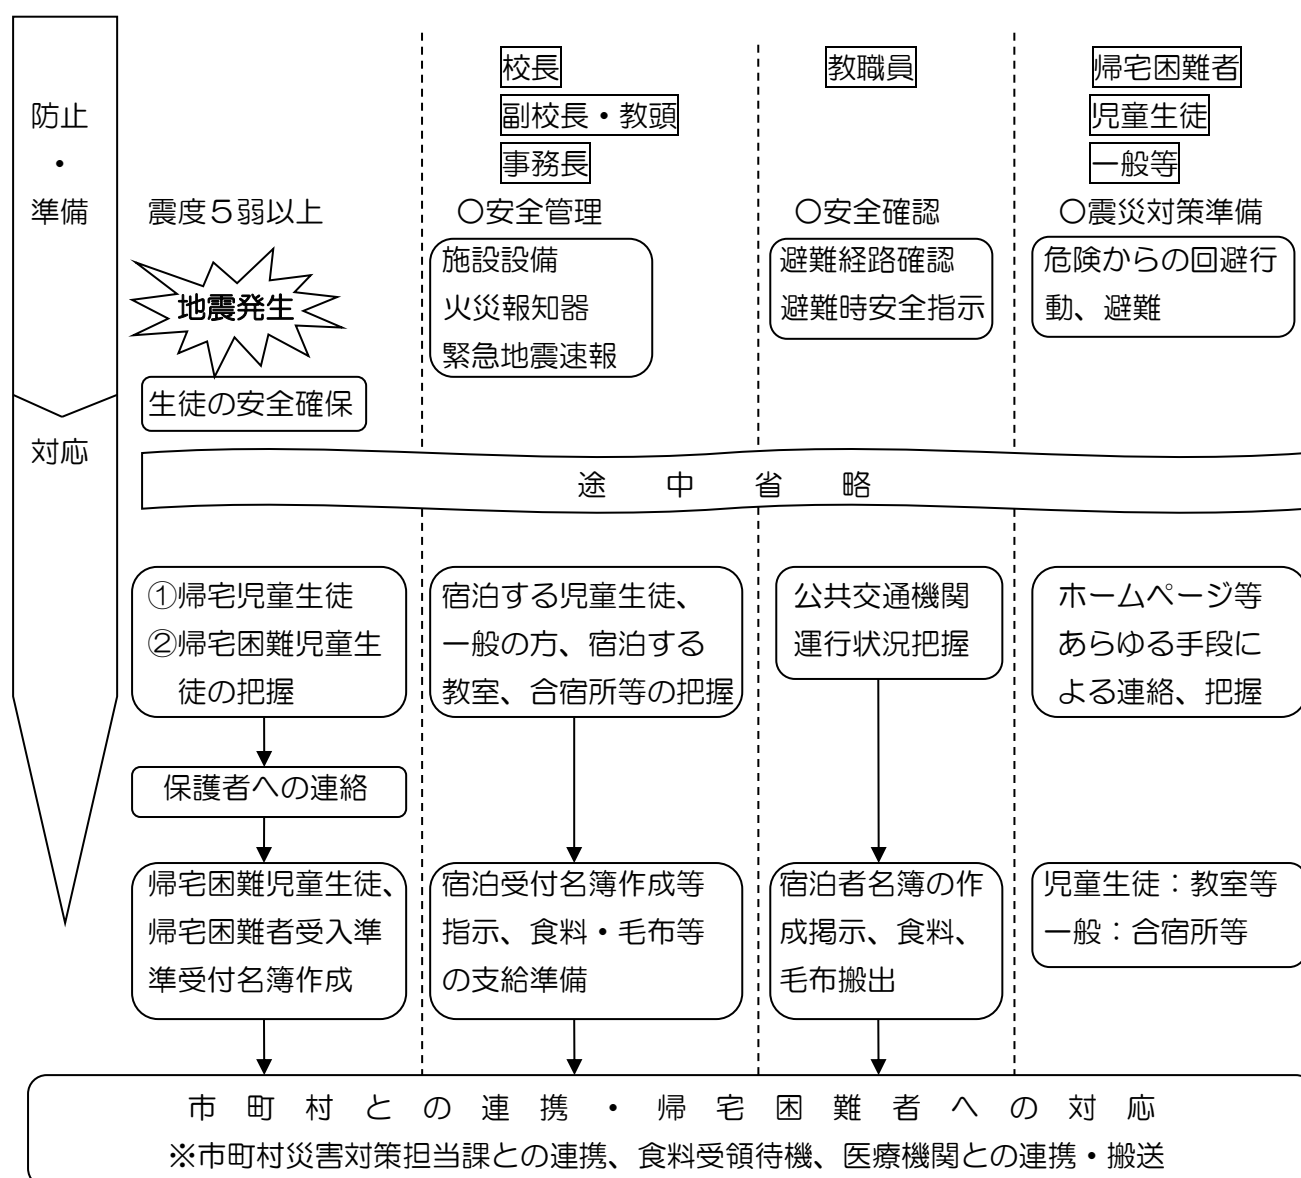 防止
・
準備
対応
震度５弱以上
地震発生
生徒の安全確保
校長
副校長・教頭
事務長
〇安全管理
施設設備
火災報知器
緊急地震速報
教職員
〇安全確認
避難経路確認
避難時安全指示
帰宅困難者
児童生徒
一般等
〇震災対策準備
危険からの回避行
動、避難
途中省略
①帰宅児童生徒
②帰宅困難児童生
徒の把握
保護者への連絡
帰宅困難児童生徒、
帰宅困難者受入準
準受付名簿作成
宿泊する児童生徒、
一般の方、宿泊する
教室、合宿所等の把握
宿泊受付名簿作成等
指示、食料・毛布等
の支給準備
公共交通機関
運行状況把握
宿泊者名簿の作
成掲示、食料、
毛布搬出
ホームページ等
あらゆる手段に
よる連絡、把握
児童生徒：教室等
一般：合宿所等
市町村との連携・帰宅困難者への対応
※市町村災害対策担当課との連携、食料受領待機、医療機関との連携・搬送